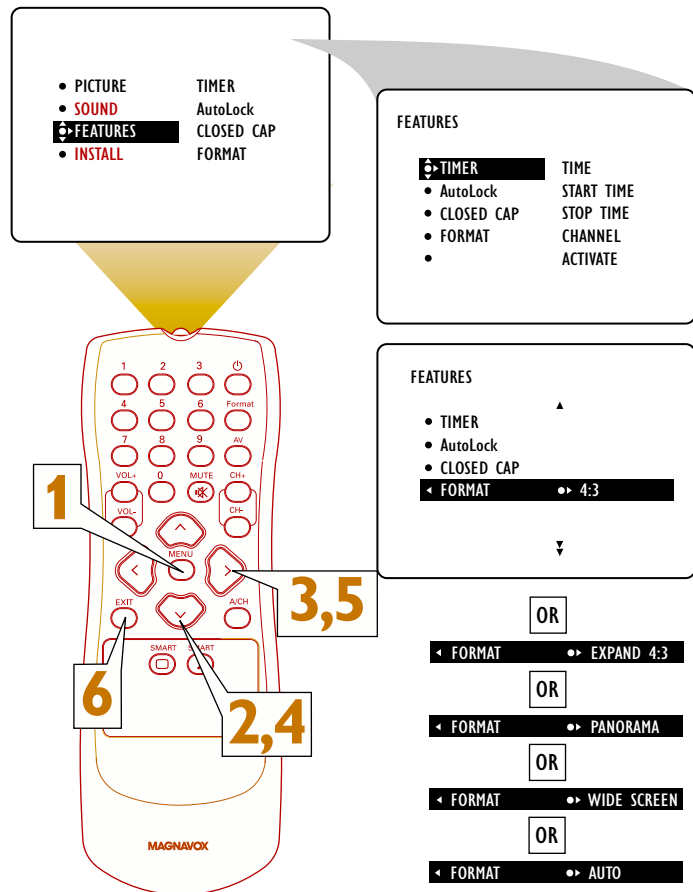 PICTURE TIMER
SOUND AutoLock
FEATURES CLOSED CAP
INSTALL FORMAT
FEATURES
TIMER TIME
AutoLock START TIME
CLOSED CAP STOP TIME
FORMAT CHANNEL
ACTIVATE
FEATURES
TIMER
AutoLock
CLOSED CAP
FORMAT 4:3
OR
FORMAT EXPAND 4:3
OR
FORMAT PANORAMA
OR
FORMAT WIDE SCREEN
OR
FORMAT AUTO
1 2 3
4 5 6 Format
7 8 9 AV
VOL+ 0 MUTE CH+
VOL- CH-
MENU
EXIT A/CH
SMART
1
3,5
6
2,4
MAGNAVOX